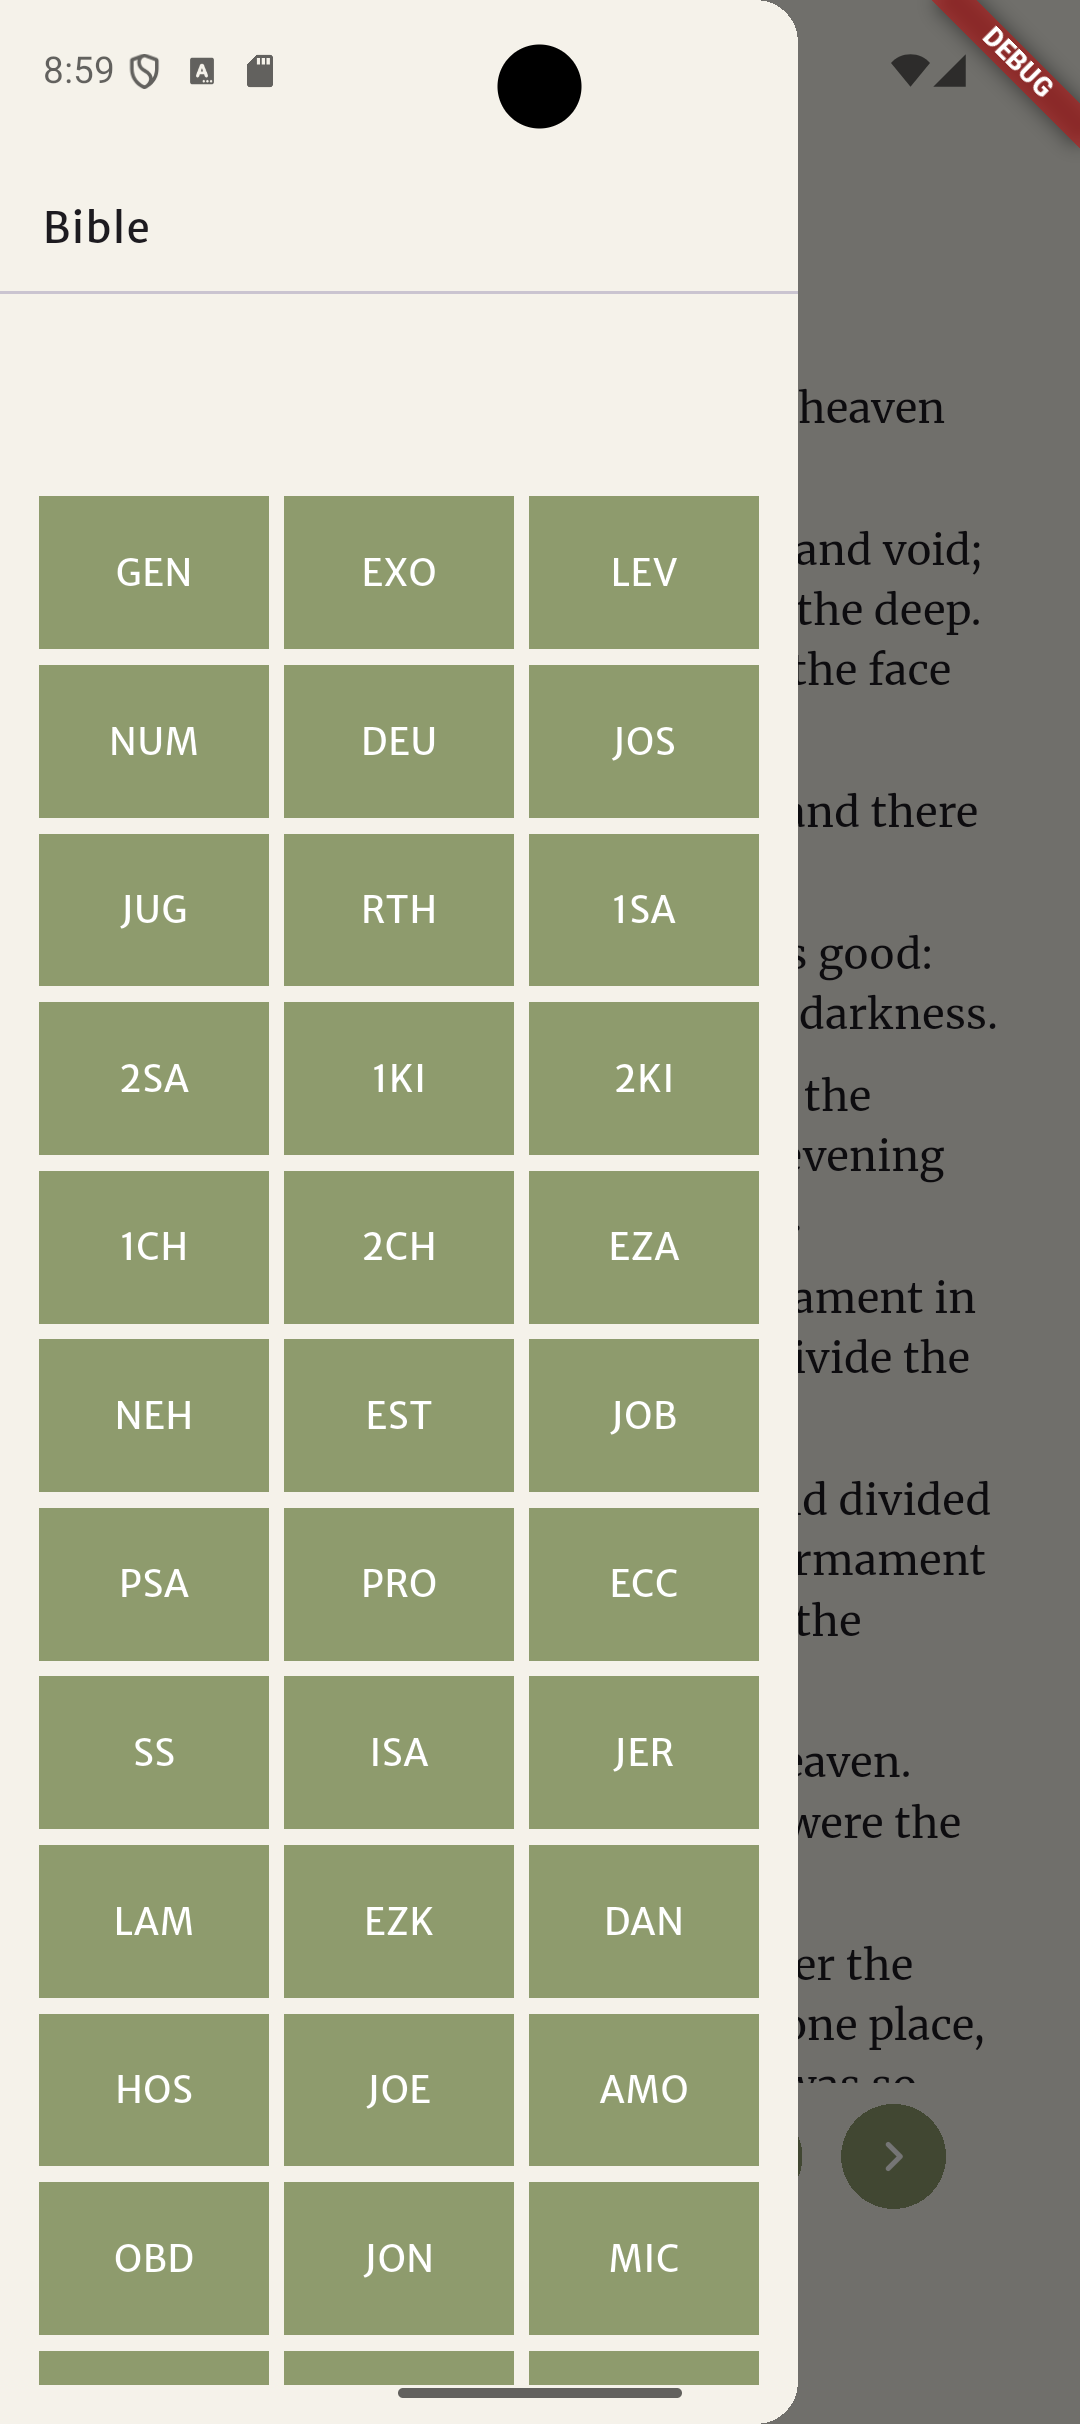 8:59
DEBUG
Bible
heaven
and void;
the deep.
the face
and there
s good:
darkness.
the
evening
.
ament in
ivide the
d divided
rmament
the
eaven.
were the
er the
one place,
was so
GEN EXO LEV
NUM DEU JOS
JUG RTH 1SA
2SA 1KI 2KI
1CH 2CH EZA
NEH EST JOB
PSA PRO ECC
SS ISA JER
LAM EZK DAN
HOS JOE AMO
OBD JON MIC